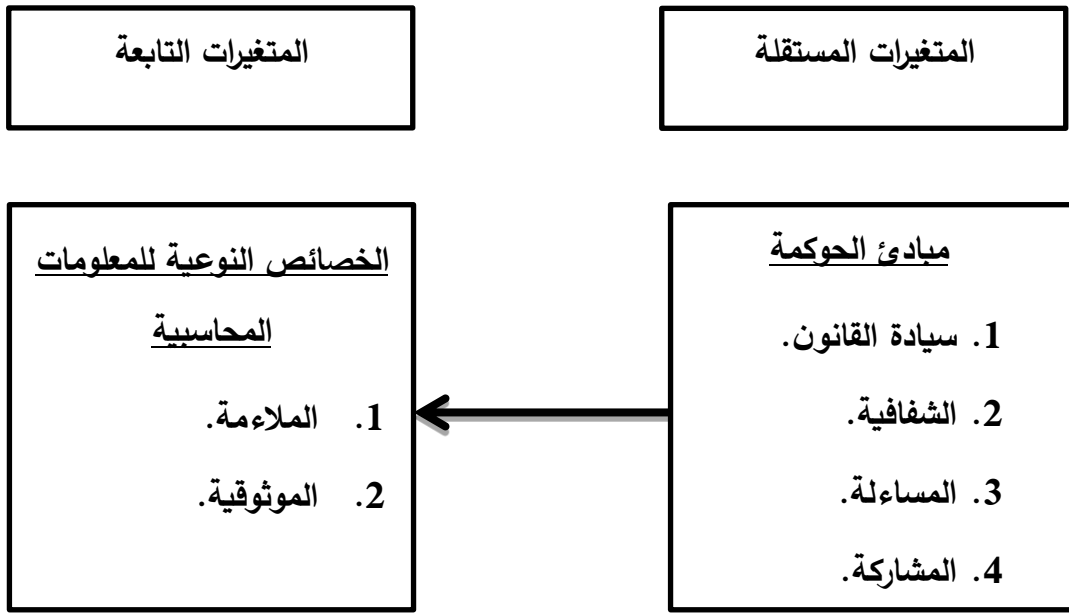 المتغيرات المستقلة
المتغيرات التابعة
مبادئ الحوكمة
1. سيادة القانون.
2. الشفافية.
3. المساءلة.
4. المشاركة.
الخصائص النوعية للمعلومات
المحاسبية
1. الملاءمة.
2. الموثوقية.